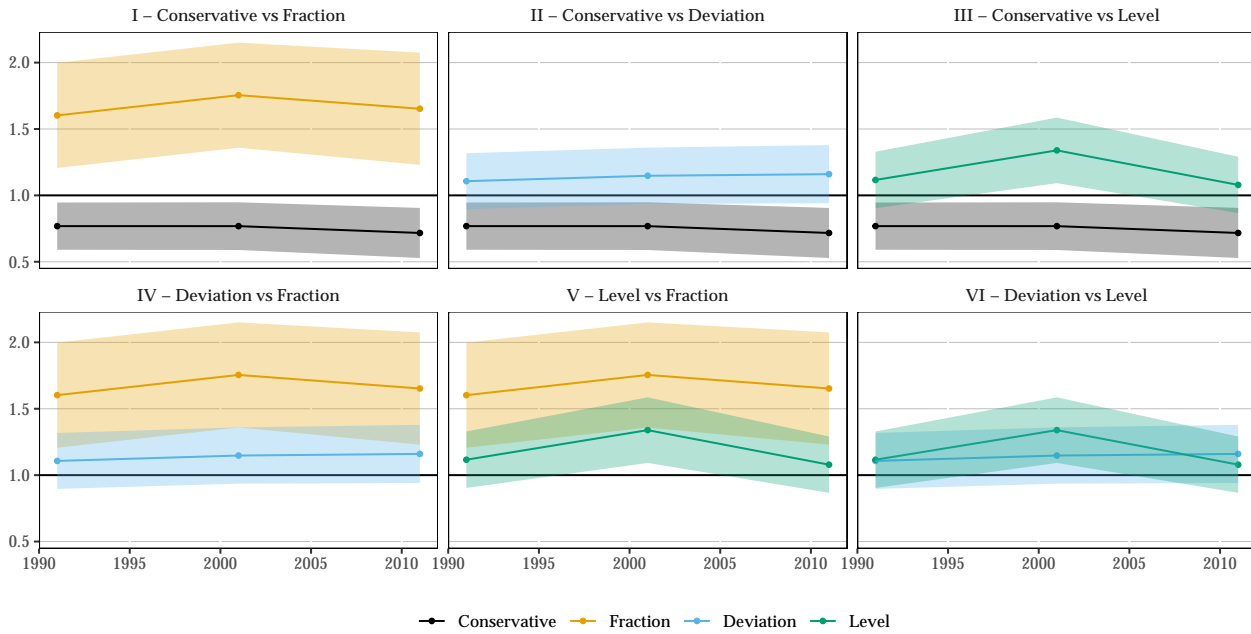 I – Conservative vs Fraction
II – Conservative vs Deviation
III – Conservative vs Level
2.0
1.5
1.0
0.5
IV – Deviation vs Fraction
V – Level vs Fraction
VI – Deviation vs Level
2.0
1.5
1.0
0.5
1990 1995 2000 2005 2010 1990 1995 2000 2005 2010 1990 1995 2000 2005 2010
Conservative Fraction Deviation Level